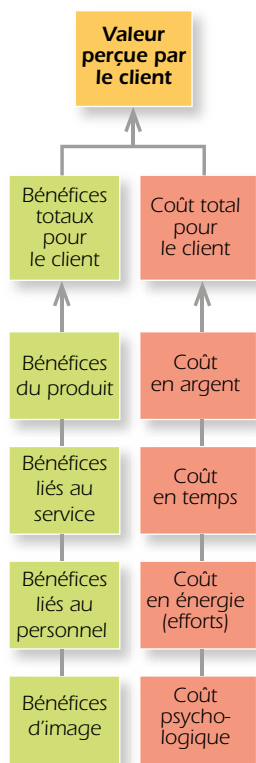 Valeur
perçue par
le client
Bénéfices
totaux
pour
le client
Coût total
pour
le client
Bénéfices
du produit
Coût
en argent
Bénéfices
liés au
service
Coût
en temps
Bénéfices
liés au
personnel
Coût
en énergie
(efforts)
Bénéfices
d'image
Coût
psycho-
logique